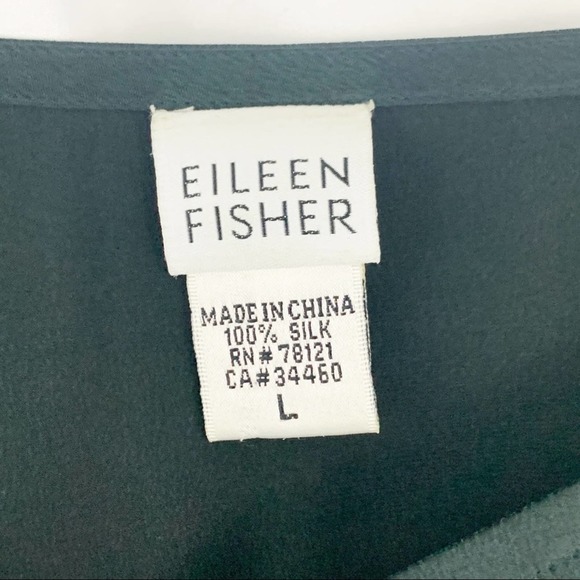 EILEEN
FISHER
MADE IN CHINA
100% SILK
RN# 78121
CA#34460
L